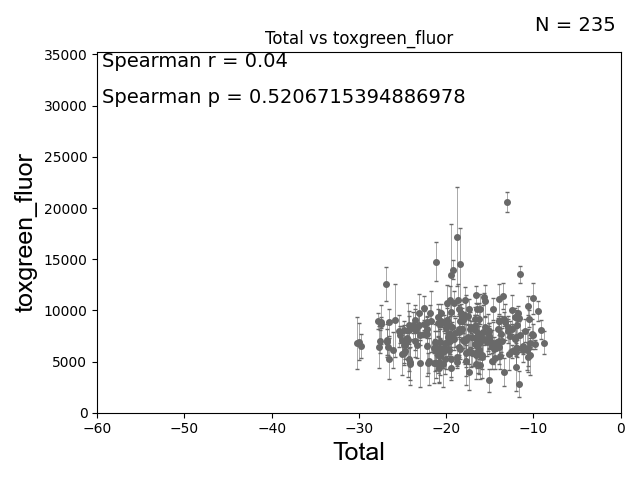 N = 235
Total vs toxgreen_fluor
Spearman r = 0.04
Spearman p = 0.5206715394886978
toxgreen_fluor
35000
30000
25000
20000
15000
10000
5000
0
−60
−50
−40
−30
−20
−10
0
Total